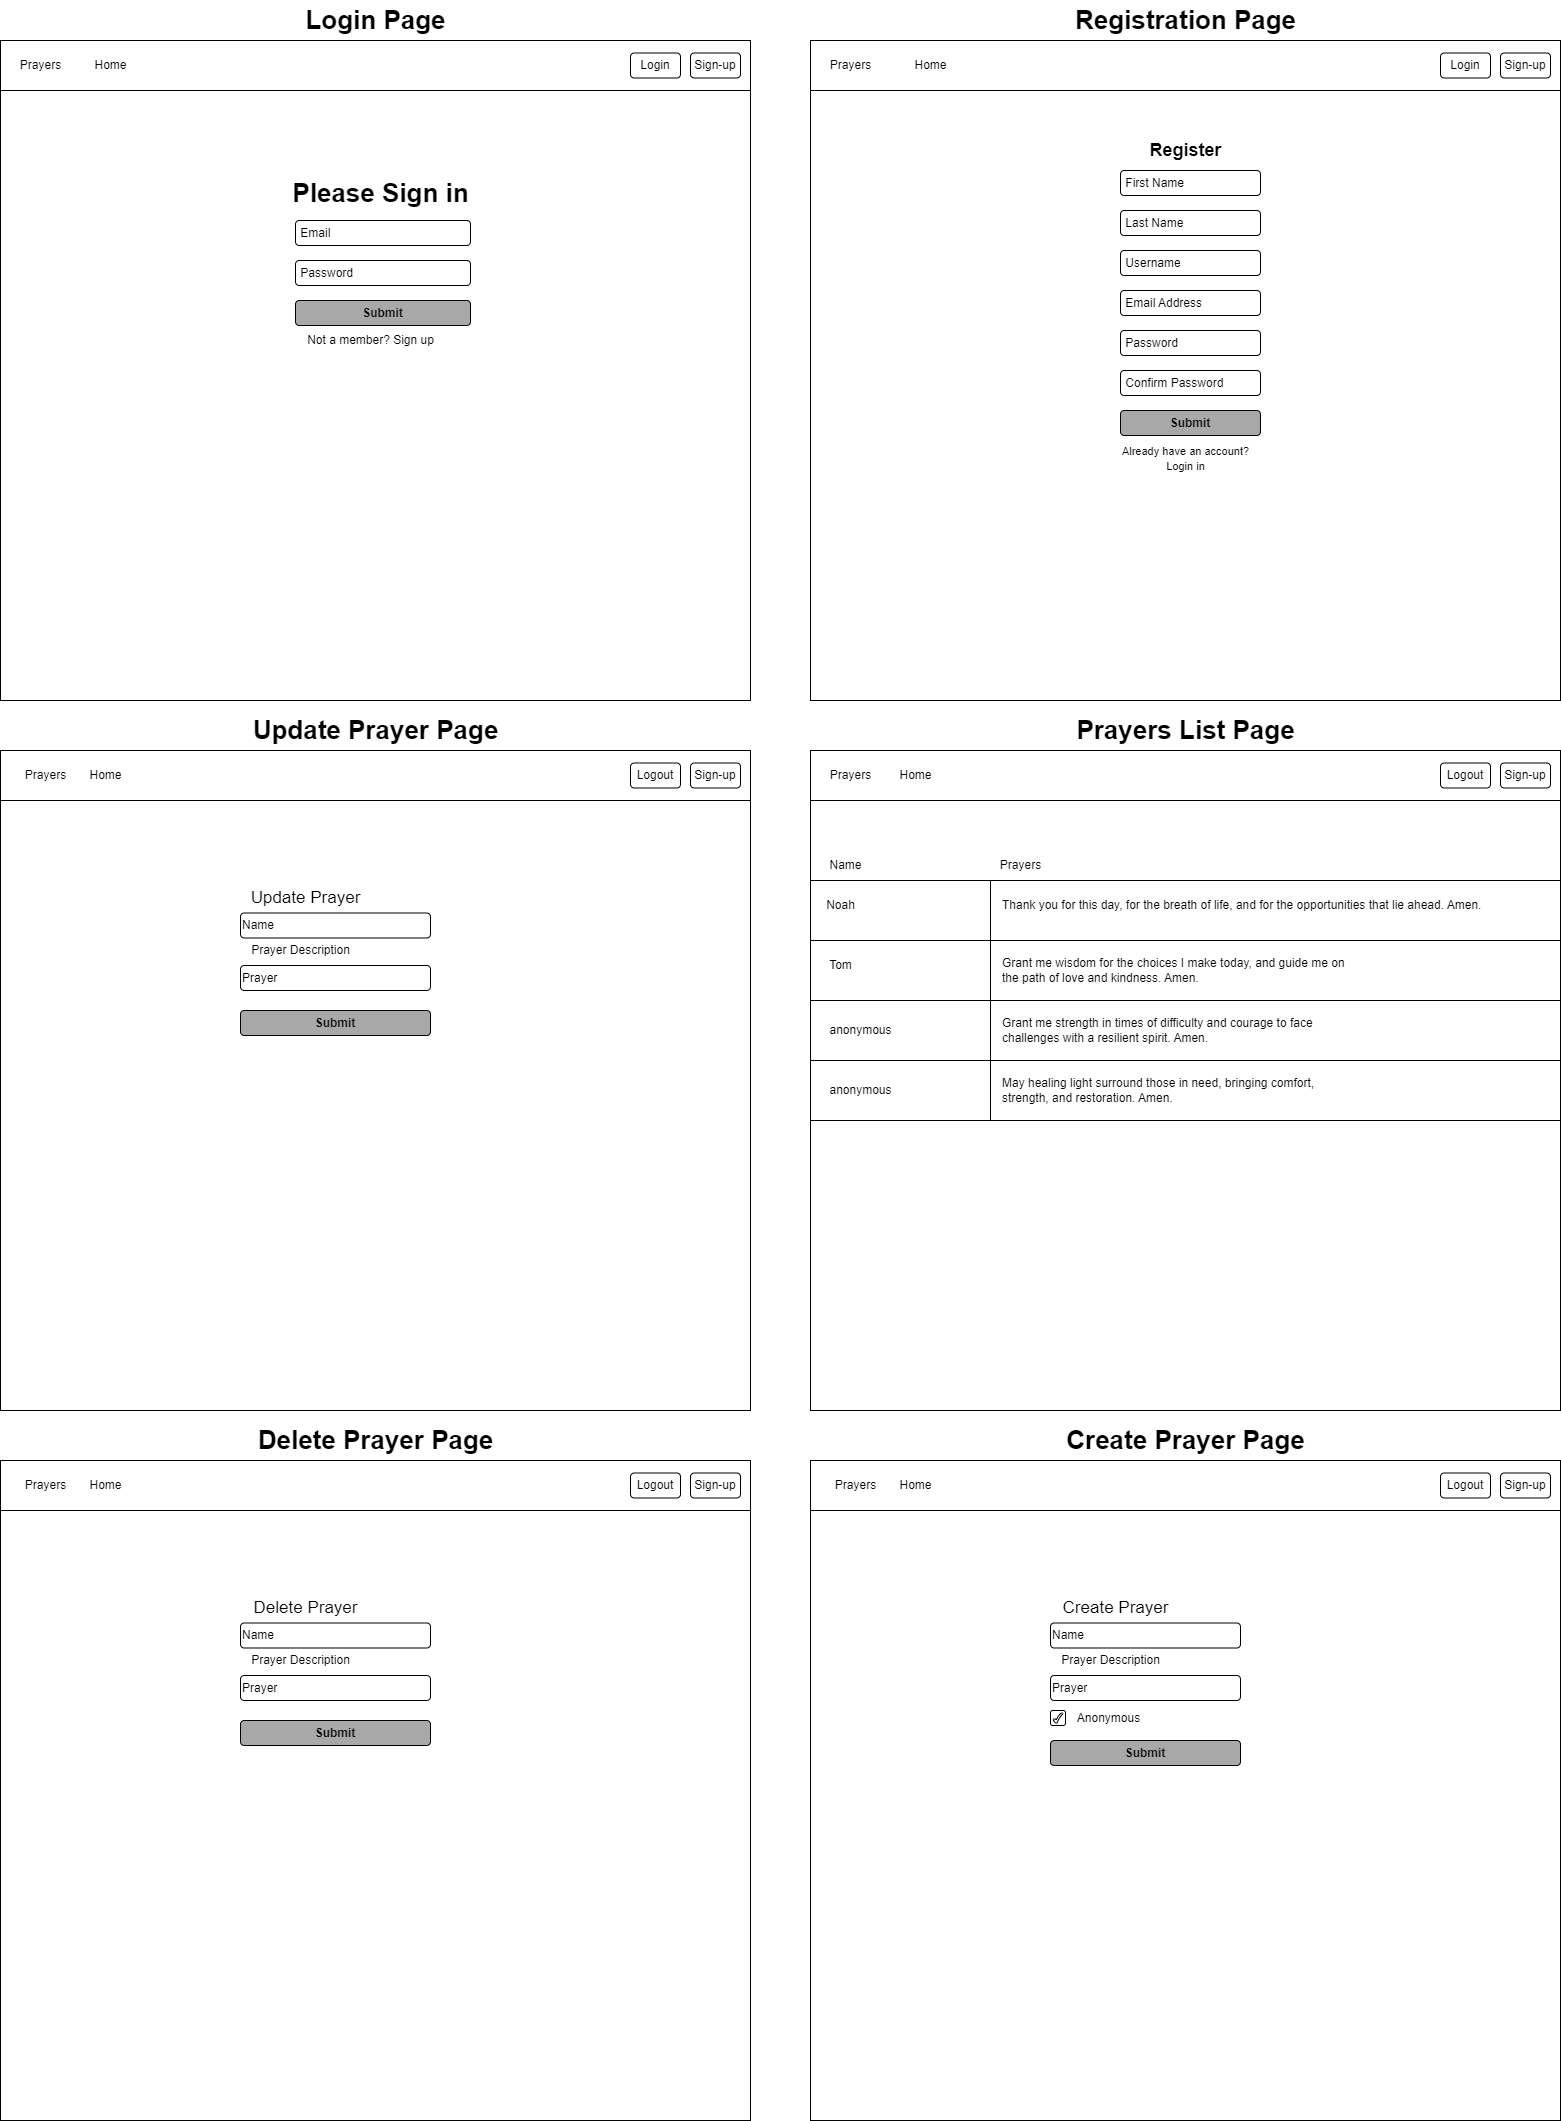 Login Page
Prayers Home Login Sign-up
Please Sign in
Email
Password
Submit
Not a member? Sign up
Registration Page
Prayers Home Login Sign-up
Register
First Name
Last Name
Username
Email Address
Password
Confirm Password
Submit
Already have an account?
Login in
Update Prayer Page
Prayers Home Logout Sign-up
Update Prayer
Name
Prayer Description
Prayer
Submit
Prayers List Page
Prayers Home Logout Sign-up
Name Prayers
Noah Thank you for this day, for the breath of life, and for the opportunities that lie ahead. Amen.
Tom Grant me wisdom for the choices I make today, and guide me on
the path of love and kindness. Amen.
anonymous Grant me strength in times of difficulty and courage to face
challenges with a resilient spirit. Amen.
anonymous May healing light surround those in need, bringing comfort,
strength, and restoration. Amen.
Delete Prayer Page
Prayers Home Logout Sign-up
Delete Prayer
Name
Prayer Description
Prayer
Submit
Create Prayer Page
Prayers Home Logout Sign-up
Create Prayer
Name
Prayer Description
Prayer
Anonymous
Submit